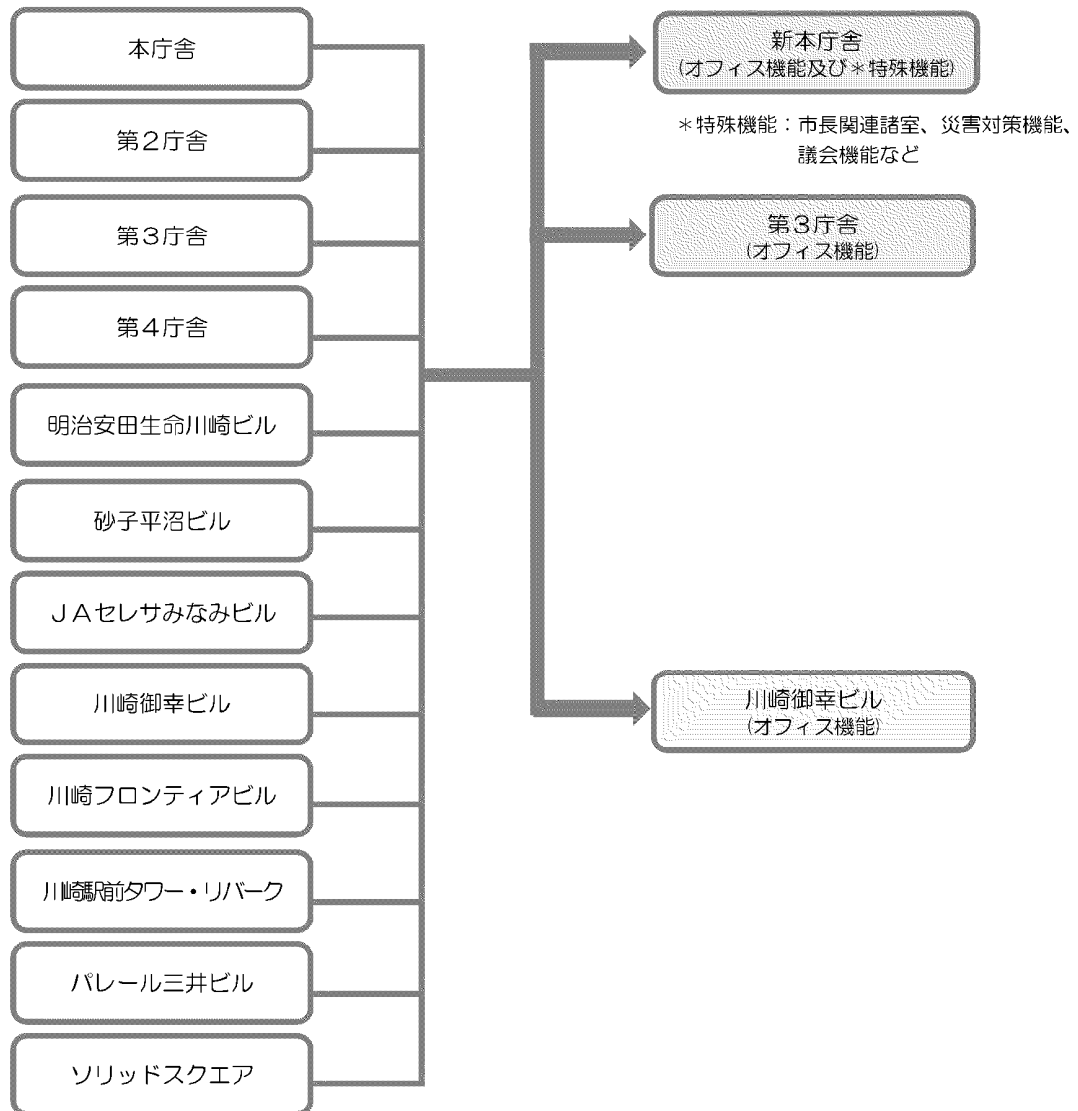 本庁舎
第2庁舎
第3庁舎
第4庁舎
明治安田生命川崎ビル
砂子平沼ビル
JAセレサみなみビル
川崎御幸ビル
川崎フロンティアビル
川崎駅前タワー・リバーク
パレール三井ビル
ソリッドスクエア
新本庁舎
(オフィス機能及び*特殊機能)
*特殊機能:市長関連諸室、災害対策機能、
議会機能など
第3庁舎
(オフィス機能)
川崎御幸ビル
(オフィス機能)